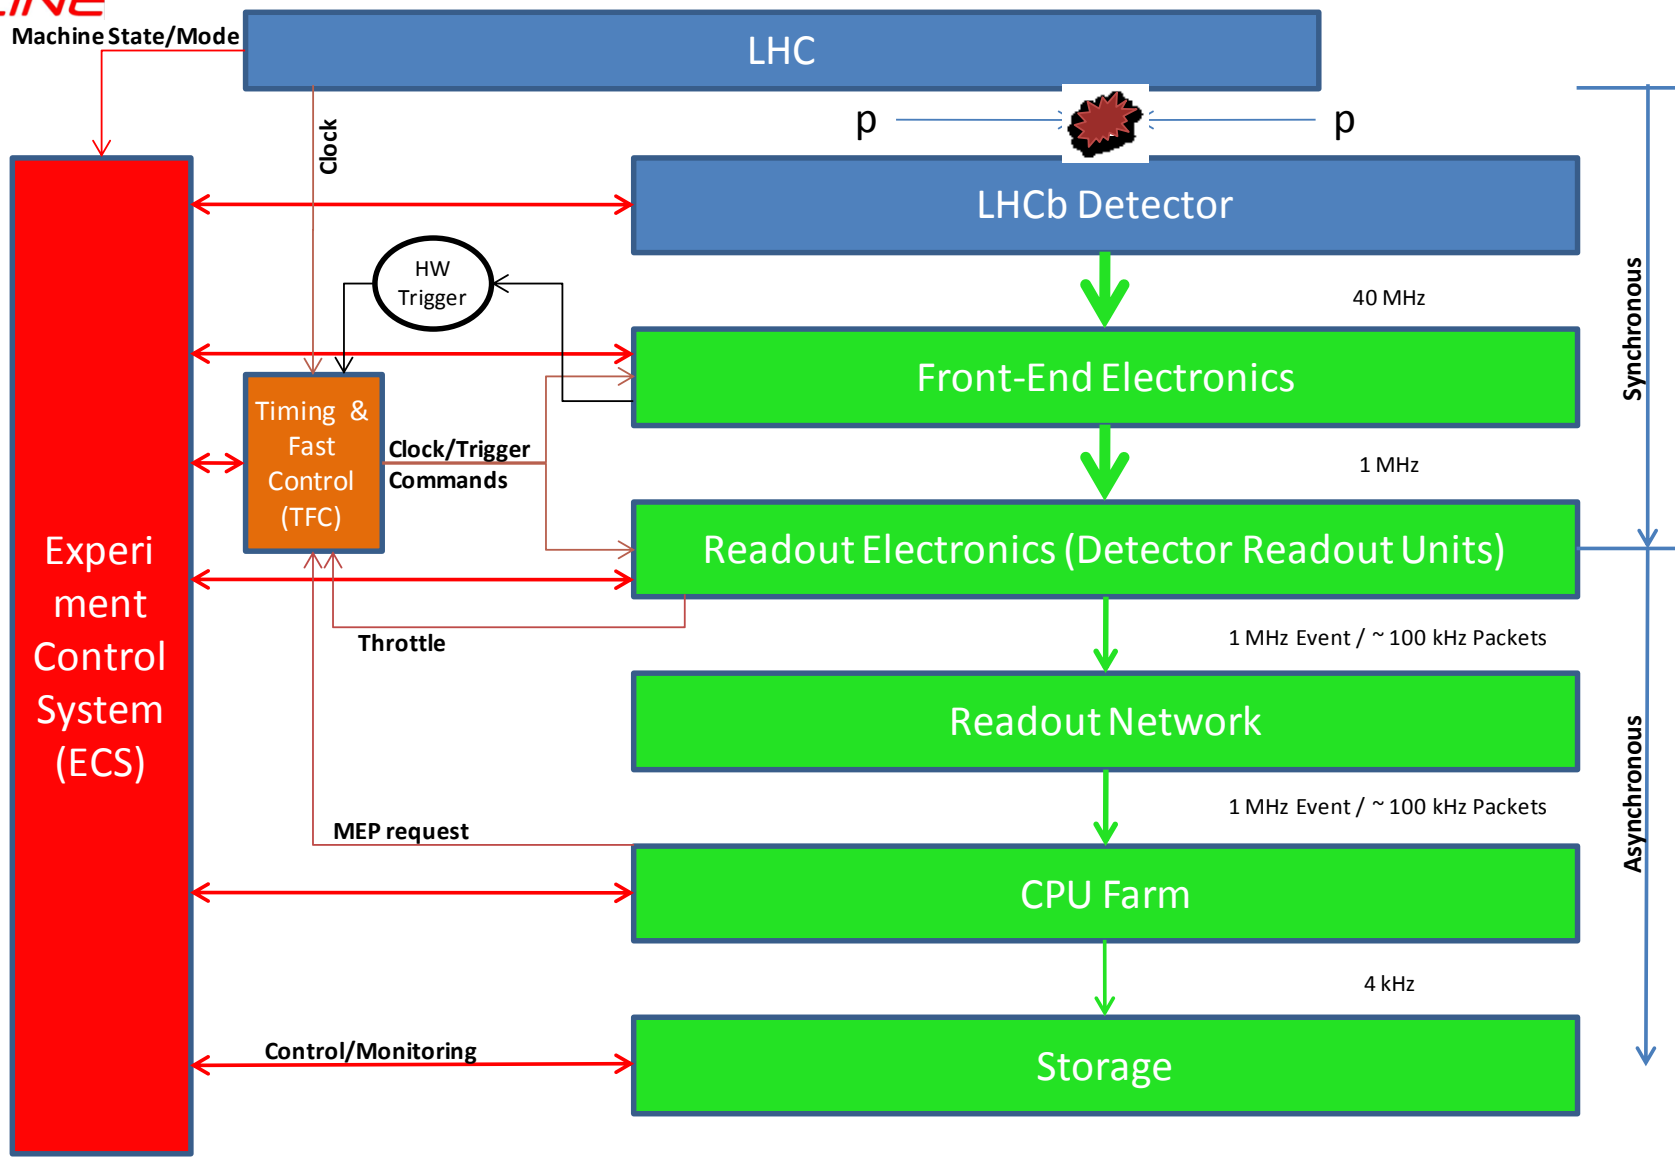 LINE
Machine State/Mode
LHC
Clock
p
p
LHCb Detector
HW
Trigger
40 MHz
Synchronous
Front-End Electronics
Timing & 
Fast
Control
(TFC)
Clock/Trigger
Commands
1 MHz
Readout Electronics (Detector Readout Units)
Experi
ment
Control
System
(ECS)
Throttle
1 MHz Event / ~ 100 kHz Packets
Readout Network
1 MHz Event / ~ 100 kHz Packets
Asynchronous
MEP request
CPU Farm
4 kHz
Control/Monitoring
Storage